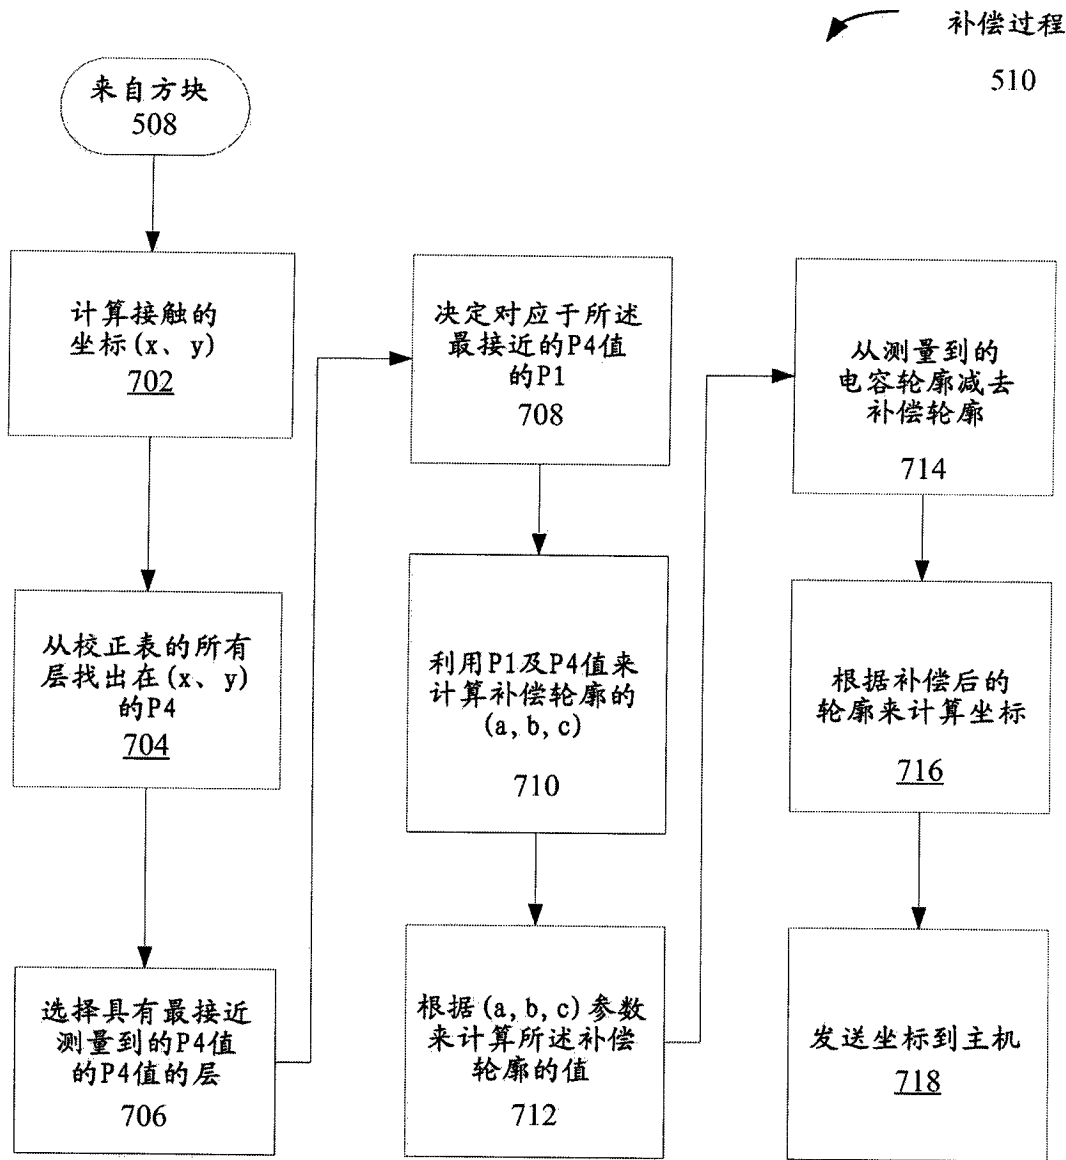 补偿过程
510
来自方块
508
计算接触的
坐标(x、y)
702
从校正表的所有
层找出在(x、y)
的P4
704
选择具有最接近
测量到的P4值
的P4值的层
706
决定对应于所述
最接近的P4值
的P1
708
利用P1及P4值来
计算补偿轮廓的
(a,b,c)
710
根据(a,b,c)参数
来计算所述补偿
轮廓的值
712
从测量到的
电容轮廓减去
补偿轮廓
714
根据补偿后的
轮廓来计算坐标
716
发送坐标到主机
718